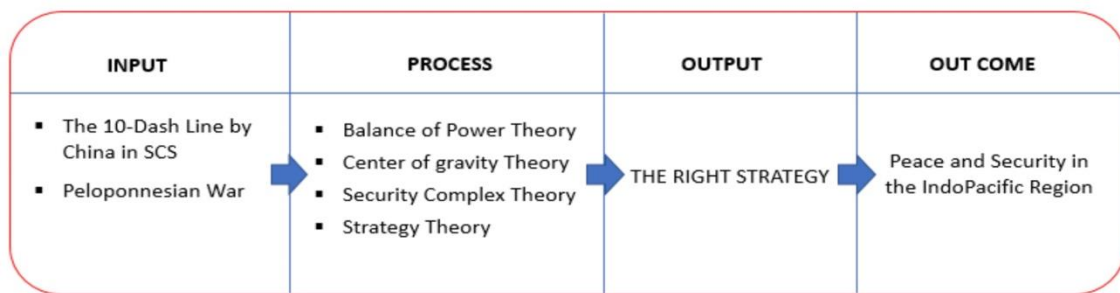 INPUT
PROCESS
OUTPUT
OUT COME
▪ The 10-Dash Line by
China in SCS
▪ Peloponnesian War
▪ Balance of Power Theory
▪ Center of gravity Theory
▪ Security Complex Theory
▪ Strategy Theory
THE RIGHT STRATEGY
Peace and Security in
the IndoPacific Region